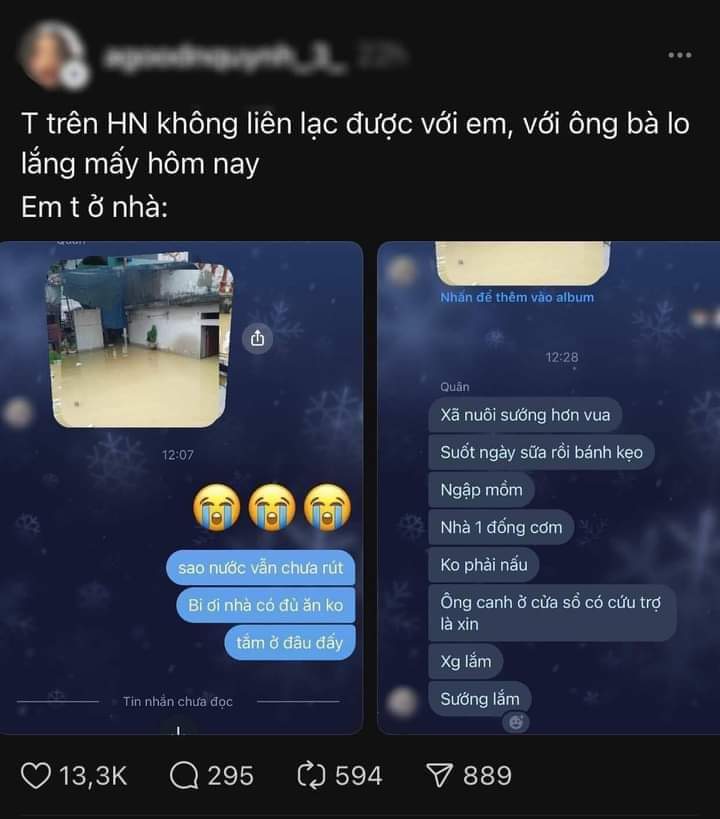 T trên HN không liên lạc được với em, với ông bà lo
lắng mấy hôm nay
Em t ở nhà:
12:07
😭😭😭
sao nước vẫn chưa rút
Bi ơi nhà có đủ ăn ko
tắm ở đâu đấy
Tin nhắn chưa đọc
Nhấn để thêm vào album
12:28
Quân
Xã nuôi sướng hơn vua
Suốt ngày sữa rồi bánh kẹo
Ngập mồm
Nhà 1 đống cơm
Ko phải nấu
Ông canh ở cửa sổ có cứu trợ
là xin
Xg lắm
Sướng lắm
13,3K 295 594 889